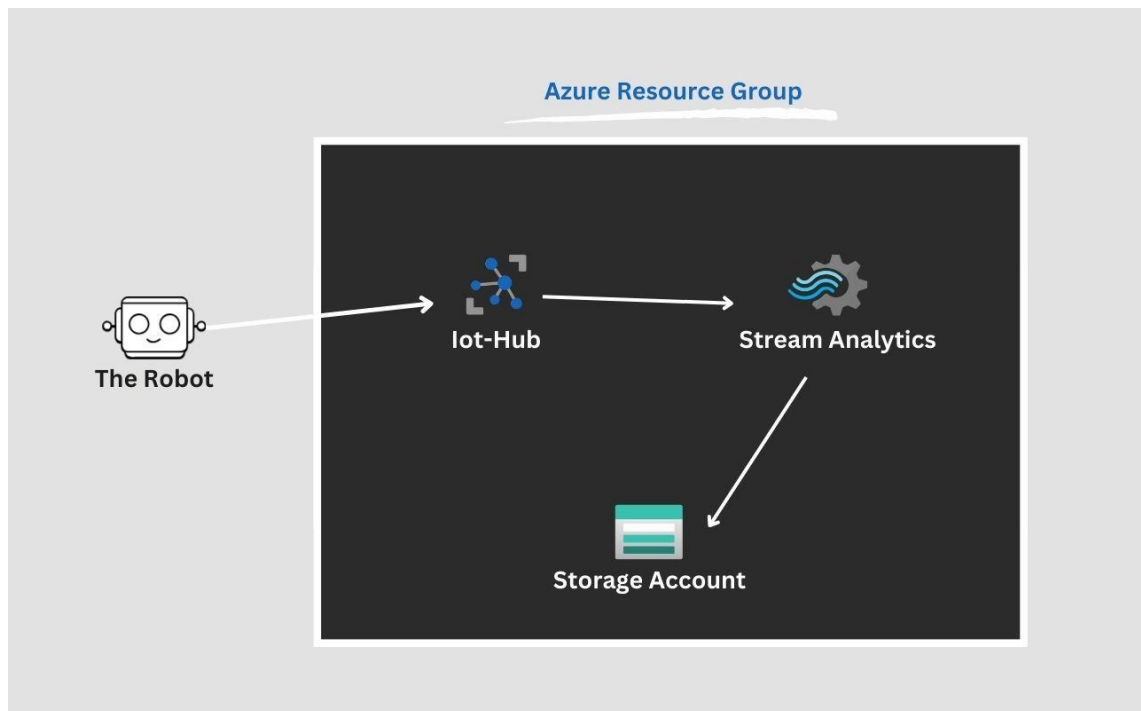 Azure Resource Group
Iot-Hub
Stream Analytics
The Robot
Storage Account